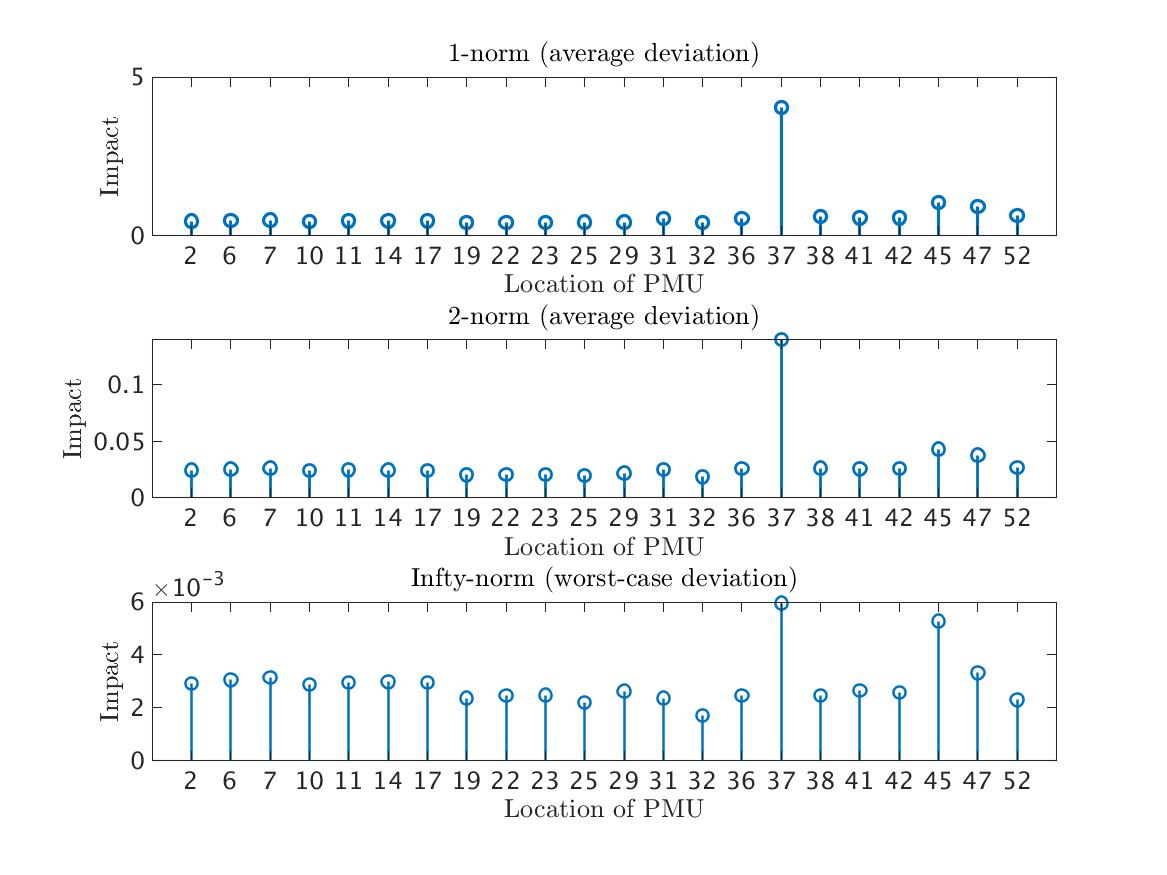 1-norm (average deviation)
5
Impact
0
2 6 7 10 11 14 17 19 22 23 25 29 31 32 36 37 38 41 42 45 47 52
Location of PMU
2-norm (average deviation)
0.1
Impact
0.05
0
2 6 7 10 11 14 17 19 22 23 25 29 31 32 36 37 38 41 42 45 47 52
Location of PMU
Infty-norm (worst-case deviation)
×10⁻³
6
4
Impact
2
0
2 6 7 10 11 14 17 19 22 23 25 29 31 32 36 37 38 41 42 45 47 52
Location of PMU